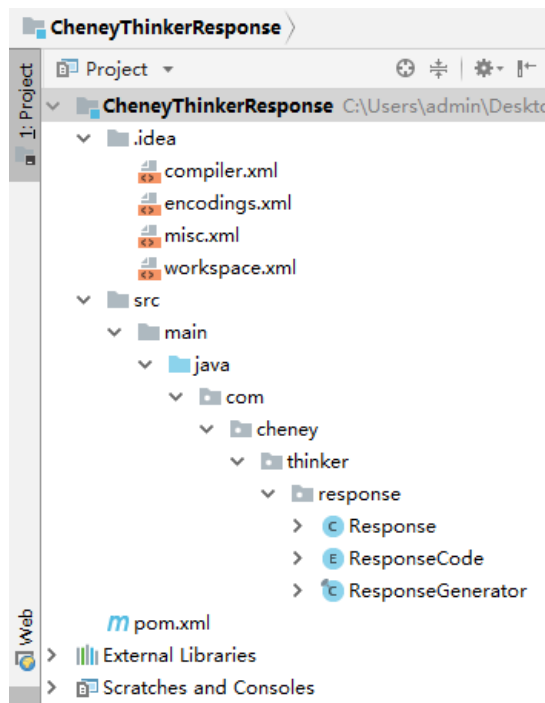 CheneyThinkerResponse
Project
1: Project
CheneyThinkerResponse C:\Users\admin\Deskto
.idea
compiler.xml
encodings.xml
misc.xml
workspace.xml
src
main
java
com
cheney
thinker
response
C Response
E ResponseCode
C ResponseGenerator
m pom.xml
Web
External Libraries
Scratches and Consoles